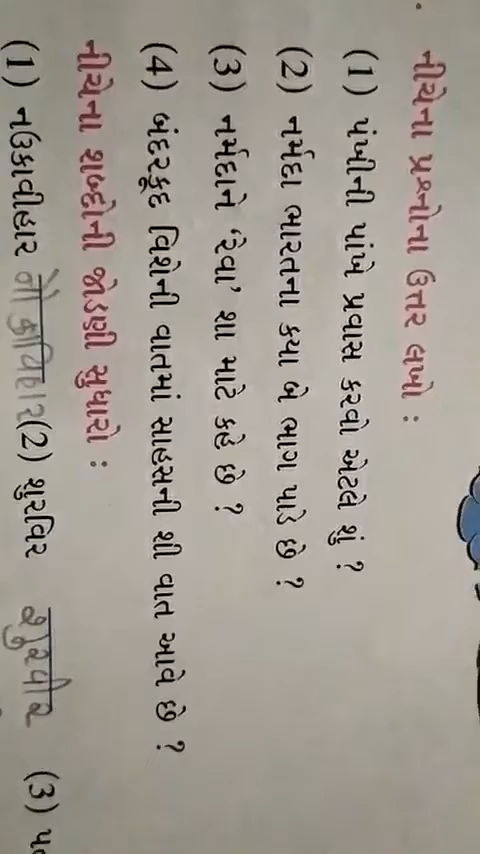 નીચેના પ્રશ્નોના ઉત્તર લખો :
(1) પંખીની પાંખે પ્રવાસ કરવો એટલે શું ?
(2) નર્મદા ભારતના કયા બે ભાગ પાડે છે ?
(3) નર્મદાને ‘રેવા’ શા માટે કહે છે ?
(4) બંદરકૂદ વિશેની વાતમાં સાહસની શી વાત આવે છે ?
નીચેના શબ્દોની જોડણી સુધારો :
(1) નઉકાવીહાર નૌકાવિહાર (2) શુરવિર શુરવીર (3)